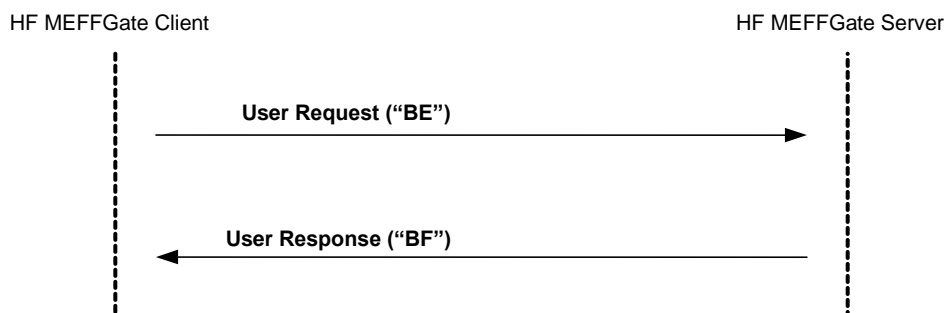 HF MEFFGate Client
HF MEFFGate Server
User Request (“BE”)
User Response (“BF”)